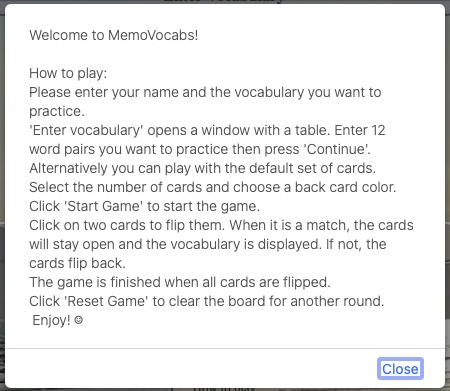 Welcome to MemoVocabs!
How to play:
Please enter your name and the vocabulary you want to
practice.
'Enter vocabulary' opens a window with a table. Enter 12
word pairs you want to practice then press 'Continue'.
Alternatively you can play with the default set of cards.
Select the number of cards and choose a back card color.
Click 'Start Game' to start the game.
Click on two cards to flip them. When it is a match, the cards
will stay open and the vocabulary is displayed. If not, the
cards flip back.
The game is finished when all cards are flipped.
Click 'Reset Game' to clear the board for another round.
Enjoy! ☺
Close